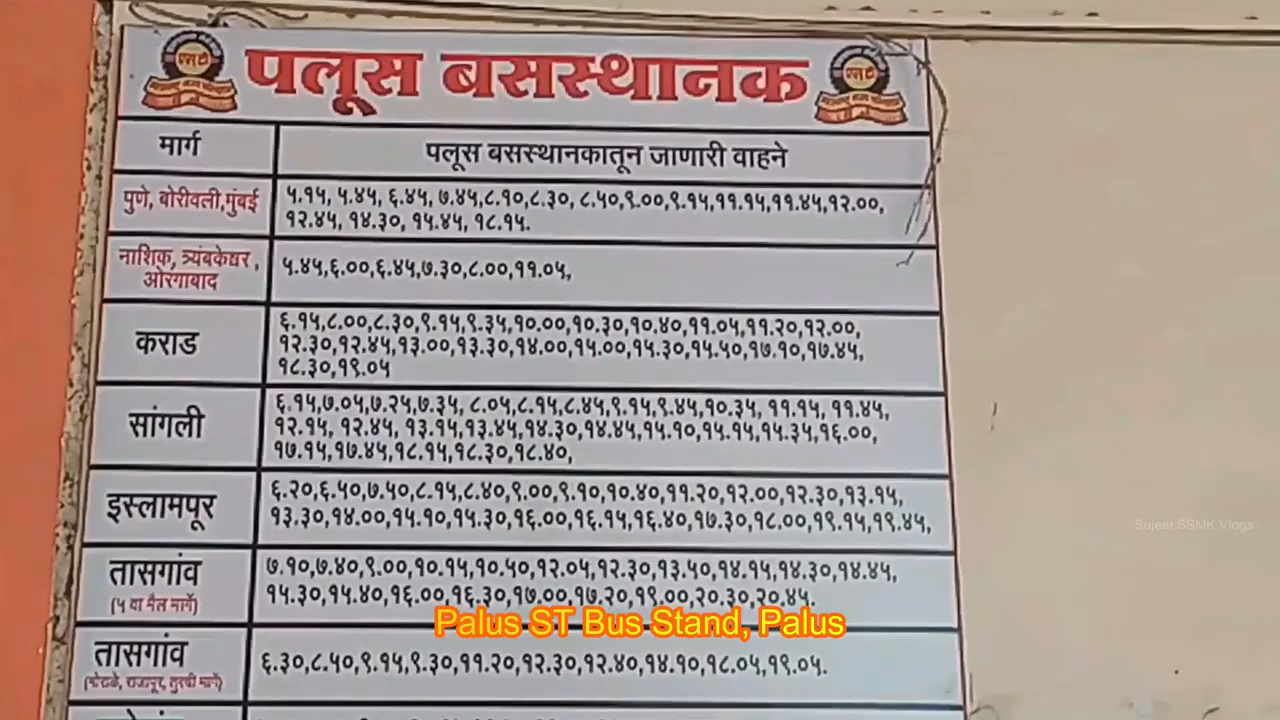 पलूस बसस्थानक
मार्ग
पलूस बसस्थानकातून जाणारी वाहने
पुणे, बोरीवली,मुंबई
५.१५, ५.४५, ६.४५, ७.४५,८.१०,८.३०, ८.५०,९.००,९.१५,११.१५,११.४५,१२.००,
१२.४५, १४.३०, १५.४५, १८.१५.
नाशिक, त्र्यंबकेश्वर,
ओरगाबाद
५.४५,६.००,६.४५,७.३०,८.००,११.०५,
कराड
६.१५,८.००,८.३०,९.१५,९.३५,१०.००,१०.३०,१०.४०,११.०५,११.२०,१२.००,
१२.३०,१२.४५,१३.००,१३.३०,१४.००,१५.००,१५.३०,१५.५०,१७.१०,१७.४५,
१८.३०,१९.०५
सांगली
६.१५,७.०५,७.२५,७.३५, ८.०५,८.१५,८.४५,९.१५,९.४५,१०.३५, ११.१५, ११.४५,
१२.१५, १२.४५, १३.१५,१३.४५,१४.३०,१४.४५,१५.१०,१५.१५,१५.३५,१६.००,
१७.१५,१७.४५,१८.१५,१८.३०,१८.४०,
इस्लामपूर
६.२०,६.५०,७.५०,८.१५,८.४०,९.००,९.१०,१०.४०,११.२०,१२.००,१२.३०,१३.१५,
१३.३०,१४.००,१५.१०,१५.३०,१६.००,१६.१५,१६.४०,१७.३०,१८.००,१९.१५,१९.४५,
तासगांव
(५ वा मैल मार्गे)
७.१०,७.४०,९.००,१०.१५,१०.५०,१२.०५,१२.३०,१३.५०,१४.१५,१४.३०,१४.४५,
१५.३०,१५.४०,१६.००,१६.३०,१७.००,१७.२०,१९.००,२०.३०,२०.४५.
Palus ST Bus Stand, Palus
तासगांव
राजापूर, तुरची मार्गे)
६.३०,८.५०,९.१५,९.३०,११.२०,१२.३०,१२.४०,१४.१०,१८.०५,१९.०५.
Sujeet SSMK Vlogs